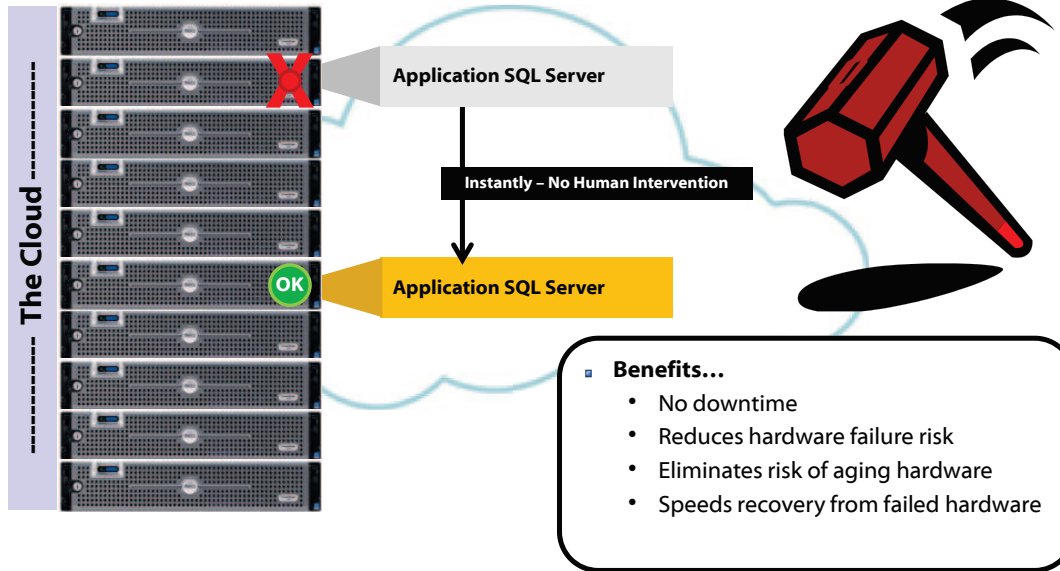 ---------- The Cloud ----------
Application SQL Server
Instantly – No Human Intervention
OK
Application SQL Server
Benefits...
• No downtime
• Reduces hardware failure risk
• Eliminates risk of aging hardware
• Speeds recovery from failed hardware